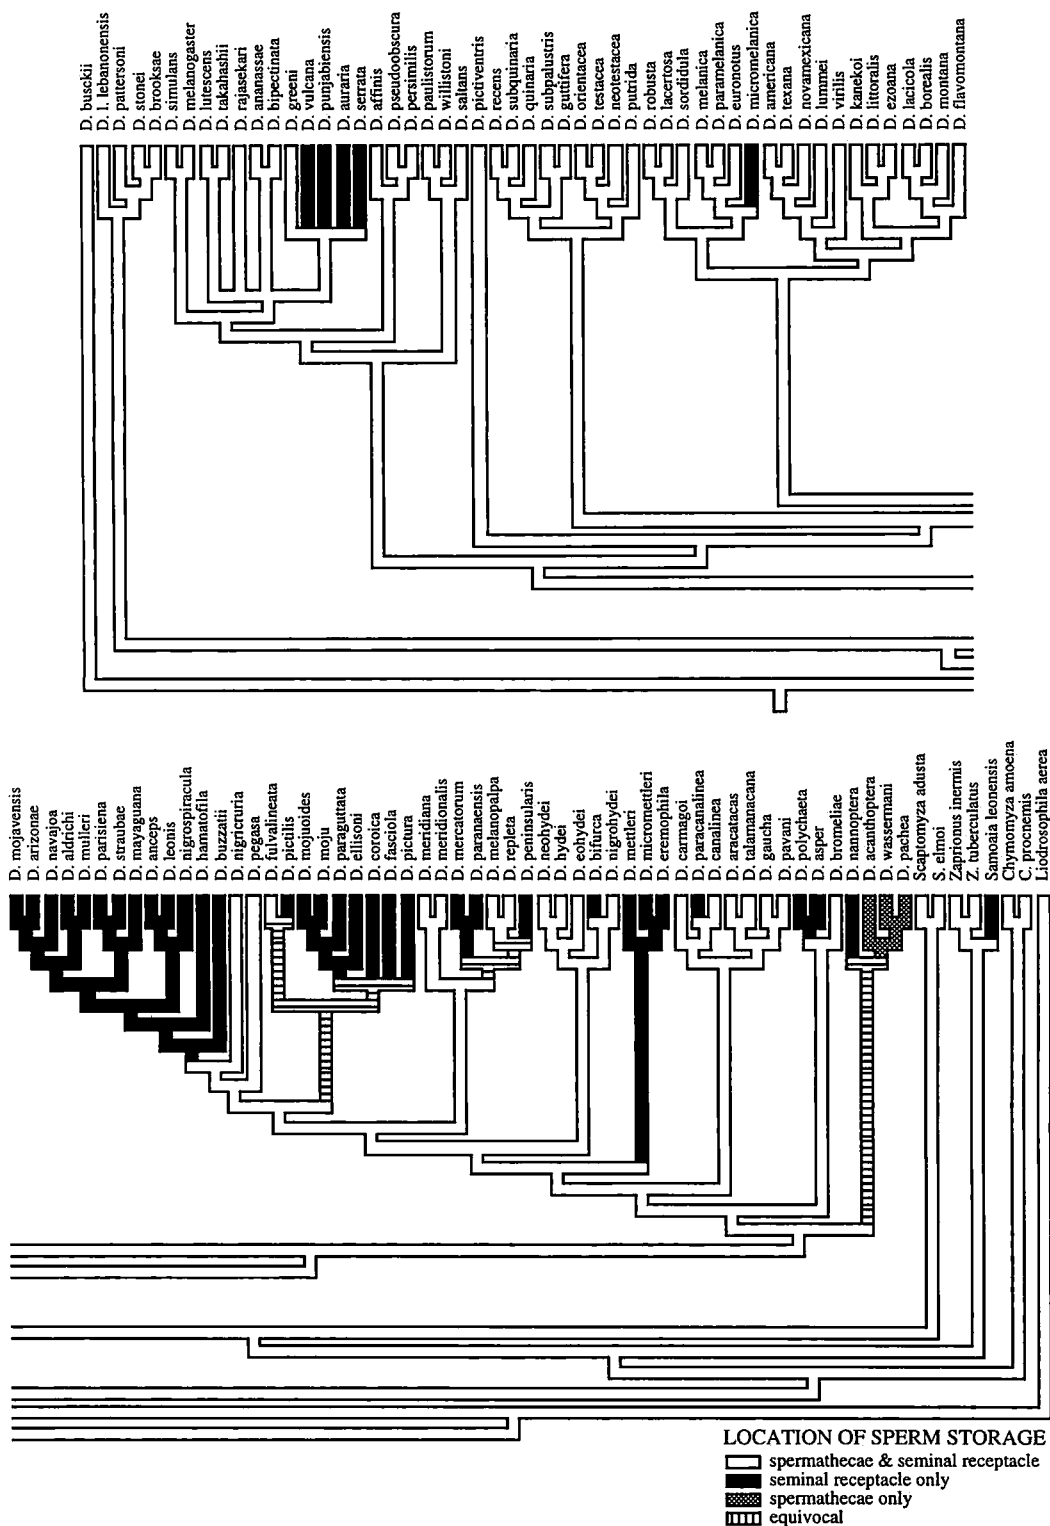 D. busckii
D. l. lebanonensis
D. pattersoni
D. stonei
D. brooksae
D. simulans
D. melanogaster
D. lutescens
D. takahashii
D. rajasekari
D. ananassae
D. bipectinata
D. greeni
D. vulcana
D. punjabiensis
D. auraria
D. serrata
D. affinis
D. pseudoobscura
D. persimilis
D. paulistorum
D. willistoni
D. saltans
D. pictiventris
D. recens
D. subquinaria
D. quinaria
D. subpalustris
D. guttifera
D. orientacea
D. testacea
D. neotestacea
D. putrida
D. robusta
D. lacertosa
D. sordidula
D. melanica
D. paramelanica
D. euronotus
D. micromelanica
D. americana
D. texana
D. novamexicana
D. lummei
D. virilis
D. kanekoi
D. littoralis
D. ezoana
D. lacicola
D. borealis
D. montana
D. flavomontana
D. mojavensis
D. arizonae
D. navajoa
D. aldrichi
D. mulleri
D. parisiena
D. straubae
D. mayaguana
D. anceps
D. leonis
D. nigrospiracula
D. hamatofila
D. buzzatii
D. nigricruria
D. pegasa
D. fulvalineata
D. pictilis
D. mojuoides
D. moju
D. paraguttata
D. ellisoni
D. coroica
D. fasciola
D. pictura
D. meridiana
D. meridionalis
D. mercatorum
D. paranaensis
D. melanopalpa
D. repleta
D. peninsularis
D. neohydei
D. hydei
D. eohydei
D. bifurca
D. nigrohydei
D. mettleri
D. micromettleri
D. eremophila
D. carmagoi
D. paracanalinea
D. canalinea
D. aracatacas
D. talamancana
D. gaucha
D. pavani
D. polychaeta
D. asper
D. bromeliae
D. nannoptera
D. acanthoptera
D. wassermani
D. pachea
Scaptomyza adusta
S. elmoi
Zaprionus inermis
Z. tuberculatus
Samoaia leonensis
Chymomyza amoena
C. procnemis
Liodrosophila aerea
LOCATION OF SPERM STORAGE
spermathecae & seminal receptacle
seminal receptacle only
spermathecae only
equivocal